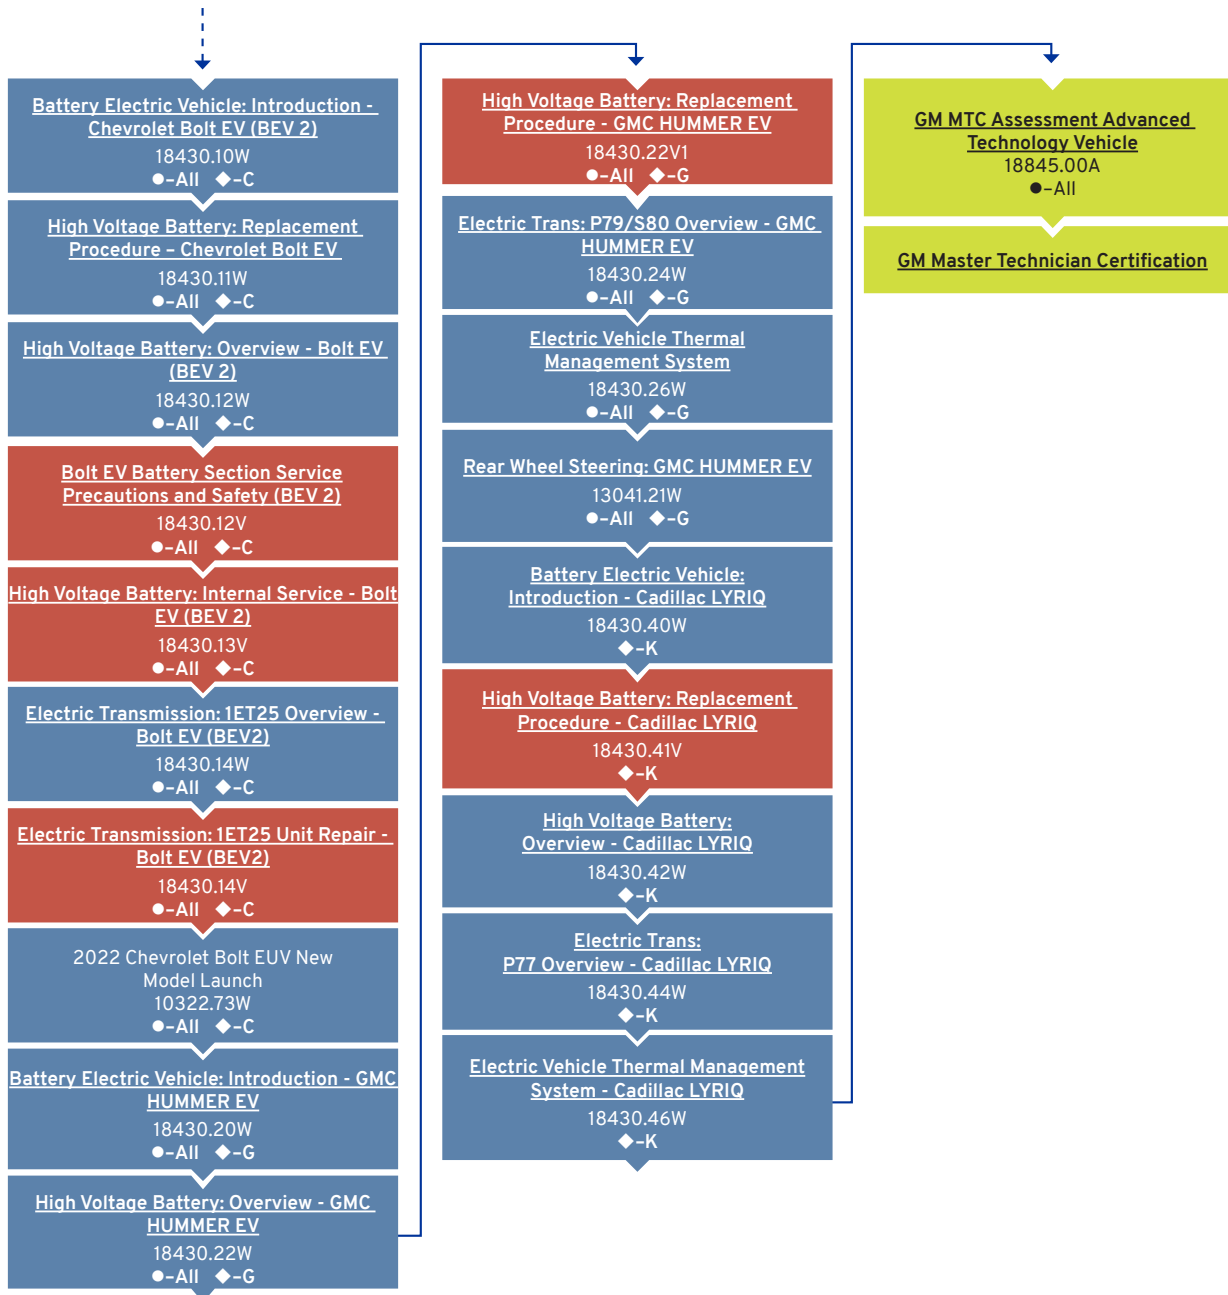 Battery Electric Vehicle: Introduction -
Chevrolet Bolt EV (BEV 2)
18430.10W
●–All ◆–C
High Voltage Battery: Replacement
Procedure – Chevrolet Bolt EV
18430.11W
●–All ◆–C
High Voltage Battery: Overview - Bolt EV
(BEV 2)
18430.12W
●–All ◆–C
Bolt EV Battery Section Service
Precautions and Safety (BEV 2)
18430.12V
●–All ◆–C
High Voltage Battery: Internal Service - Bolt
EV (BEV 2)
18430.13V
●–All ◆–C
Electric Transmission: 1ET25 Overview -
Bolt EV (BEV2)
18430.14W
●–All ◆–C
Electric Transmission: 1ET25 Unit Repair -
Bolt EV (BEV2)
18430.14V
●–All ◆–C
2022 Chevrolet Bolt EUV New
Model Launch
10322.73W
●–All ◆–C
Battery Electric Vehicle: Introduction - GMC
HUMMER EV
18430.20W
●–All ◆–G
High Voltage Battery: Overview - GMC
HUMMER EV
18430.22W
●–All ◆–G
High Voltage Battery: Replacement
Procedure - GMC HUMMER EV
18430.22V1
●–All ◆–G
Electric Trans: P79/S80 Overview - GMC
HUMMER EV
18430.24W
●–All ◆–G
Electric Vehicle Thermal
Management System
18430.26W
●–All ◆–G
Rear Wheel Steering: GMC HUMMER EV
13041.21W
●–All ◆–G
Battery Electric Vehicle:
Introduction - Cadillac LYRIQ
18430.40W
◆–K
High Voltage Battery: Replacement
Procedure - Cadillac LYRIQ
18430.41V
◆–K
High Voltage Battery:
Overview - Cadillac LYRIQ
18430.42W
◆–K
Electric Trans:
P77 Overview - Cadillac LYRIQ
18430.44W
◆–K
Electric Vehicle Thermal Management
System - Cadillac LYRIQ
18430.46W
◆–K
GM MTC Assessment Advanced
Technology Vehicle
18845.00A
●–All
GM Master Technician Certification